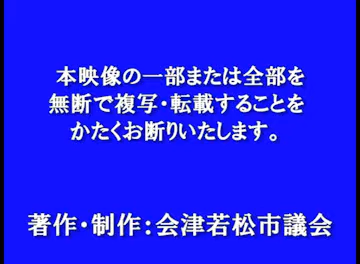 本映像の一部または全部を
無断で複写・転載することを
かたくお断りいたします。
著作・制作：会津若松市議会